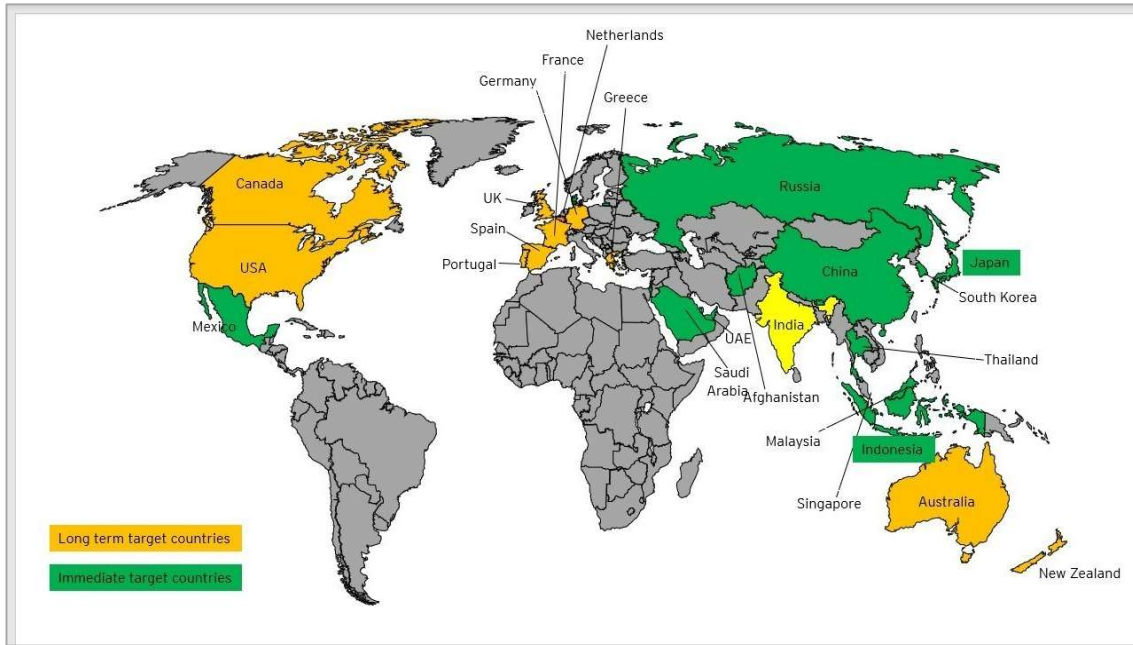 Netherlands
France
Germany
Greece
Canada
Russia
UK
Spain
USA
China
Japan
Portugal
South Korea
Mexico
India
UAE
Thailand
Saudi
Arabia
Afghanistan
Malaysia
Indonesia
Singapore
Australia
Long term target countries
Immediate target countries
New Zealand